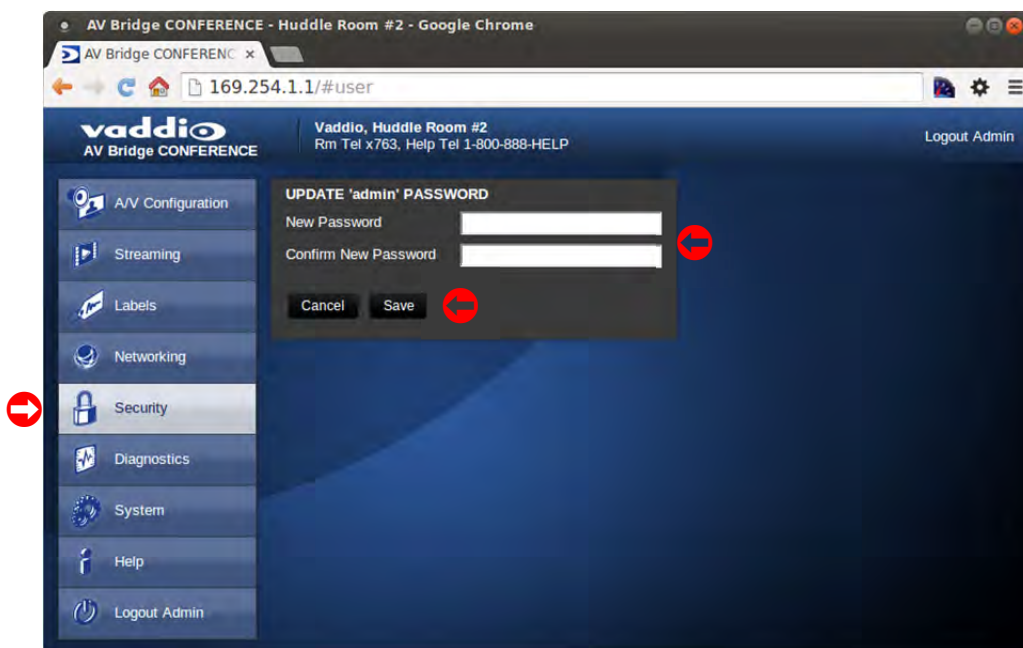 AV Bridge CONFERENCE - Huddle Room #2 - Google Chrome
AV Bridge CONFERENC
169.254.1.1/#user
vaddio
AV Bridge CONFERENCE
Vaddio, Huddle Room #2
Rm Tel x763, Help Tel 1-800-888-HELP
Logout Admin
A/V Configuration
Streaming
Labels
Networking
Security
Diagnostics
System
Help
Logout Admin
UPDATE 'admin' PASSWORD
New Password
Confirm New Password
Cancel Save